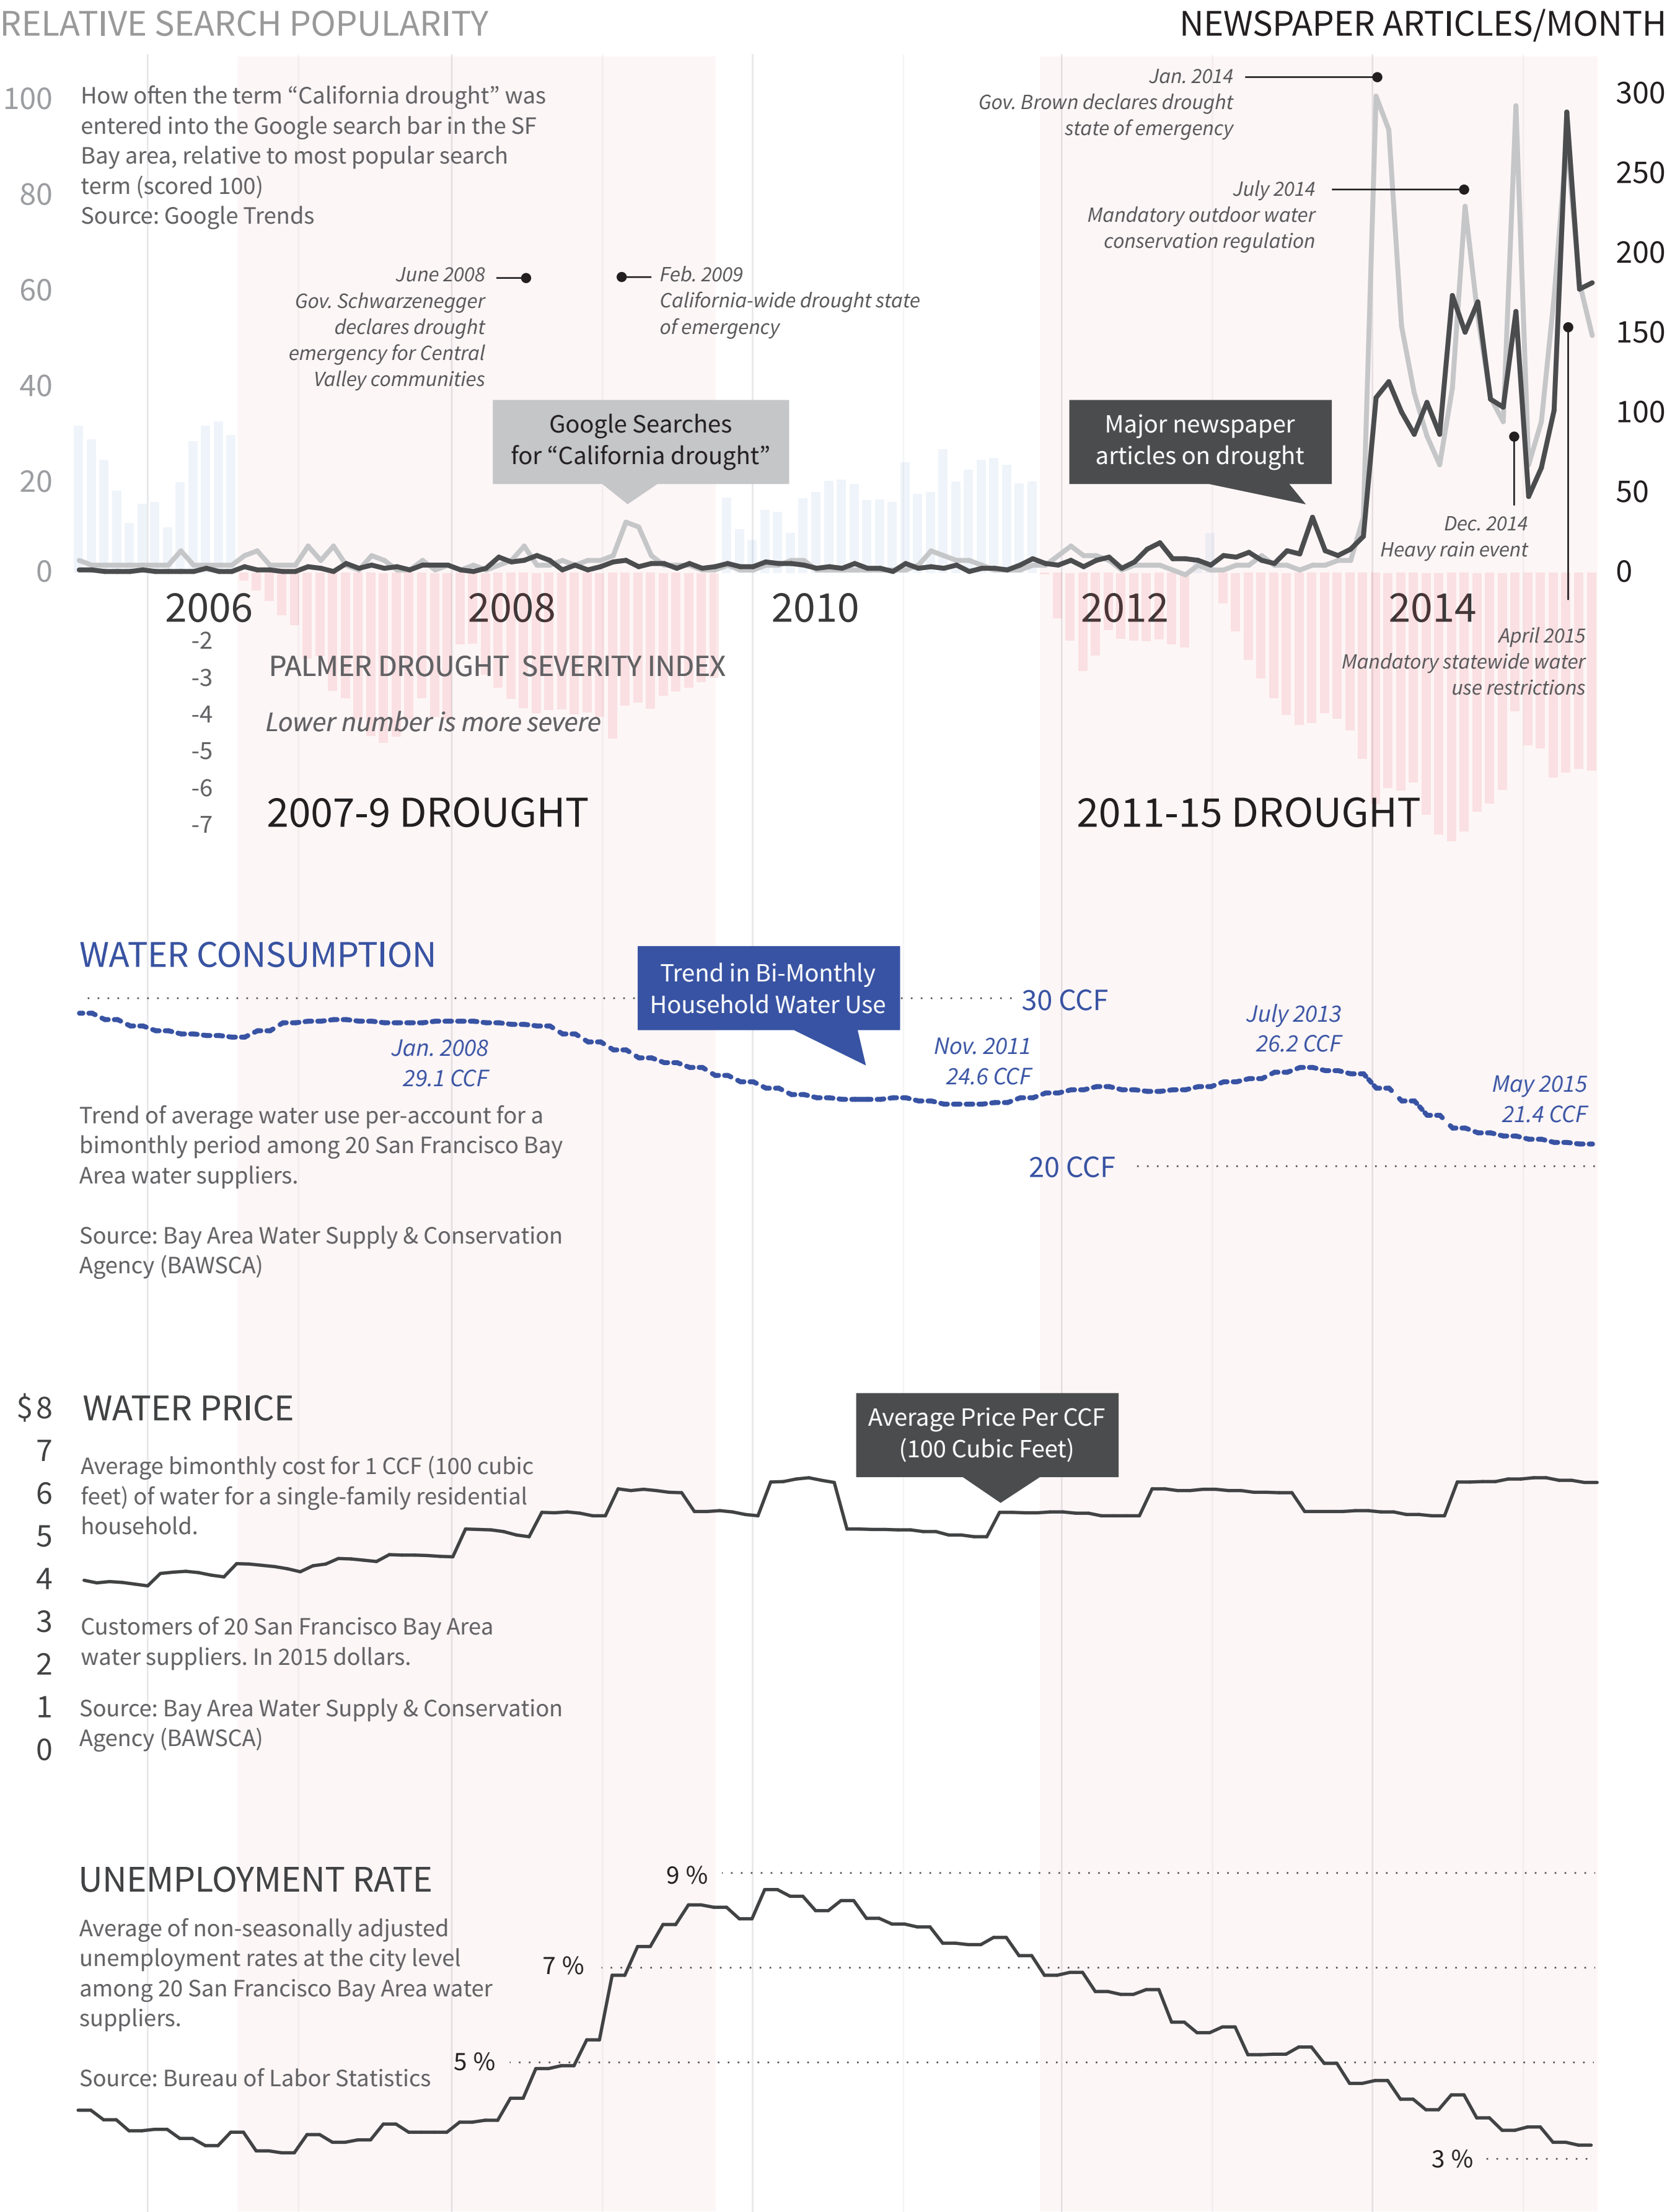 RELATIVE SEARCH POPULARITY
NEWSPAPER ARTICLES/MONTH
100
80
60
40
20
0
How often the term “California drought” was
entered into the Google search bar in the SF
Bay area, relative to most popular search
term (scored 100)
Source: Google Trends
Jan. 2014
Gov. Brown declares drought
state of emergency
300
250
200
150
100
50
0
July 2014
Mandatory outdoor water
conservation regulation
June 2008
Gov. Schwarzenegger
declares drought
emergency for Central
Valley communities
Feb. 2009
California-wide drought state
of emergency
Google Searches
for “California drought”
Major newspaper
articles on drought
Dec. 2014
Heavy rain event
2006
2008
2010
2012
2014
April 2015
Mandatory statewide water
use restrictions
-2
-3
-4
-5
-6
-7
PALMER DROUGHT SEVERITY INDEX
Lower number is more severe
2007-9 DROUGHT
2011-15 DROUGHT
WATER CONSUMPTION
Trend in Bi-Monthly
Household Water Use
30 CCF
Jan. 2008
29.1 CCF
Nov. 2011
24.6 CCF
July 2013
26.2 CCF
May 2015
21.4 CCF
20 CCF
Trend of average water use per-account for a
bimonthly period among 20 San Francisco Bay
Area water suppliers.
Source: Bay Area Water Supply & Conservation
Agency (BAWSCA)
$8
7
6
5
4
3
2
1
0
WATER PRICE
Average bimonthly cost for 1 CCF (100 cubic
feet) of water for a single-family residential
household.
Average Price Per CCF
(100 Cubic Feet)
Customers of 20 San Francisco Bay Area
water suppliers. In 2015 dollars.
Source: Bay Area Water Supply & Conservation
Agency (BAWSCA)
UNEMPLOYMENT RATE
Average of non-seasonally adjusted
unemployment rates at the city level
among 20 San Francisco Bay Area water
suppliers.
Source: Bureau of Labor Statistics
9 %
7 %
5 %
3 %